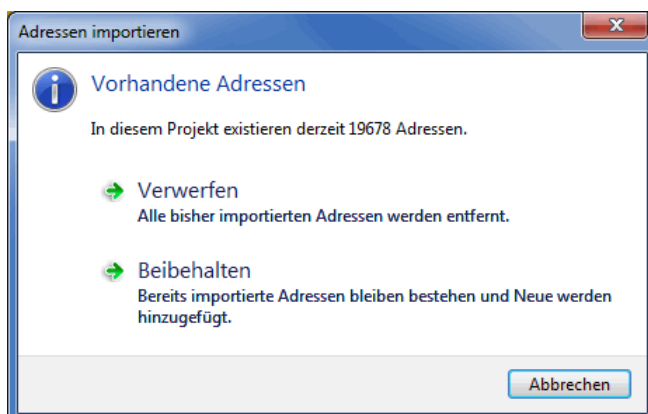 Adressen importieren
Vorhandene Adressen
In diesem Projekt existieren derzeit 19678 Adressen.
Verwerfen
Alle bisher importierten Adressen werden entfernt.
Beibehalten
Bereits importierte Adressen bleiben bestehen und Neue werden
hinzugefügt.
Abbrechen